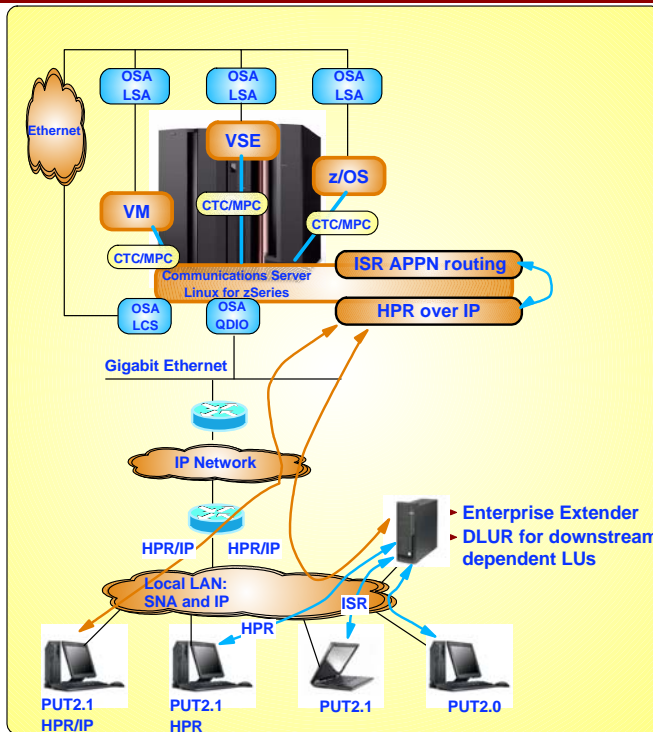 OSA
LSA
OSA
LSA
OSA
LSA
Ethernet
VSE
z/OS
VM
CTC/MPC
CTC/MPC
CTC/MPC
ISR APPN routing
Communications Server
Linux for zSeries
HPR over IP
OSA
LCS
OSA
QDIO
Gigabit Ethernet
IP Network
Enterprise Extender
DLUR for downstream
dependent LUs
HPR/IP
HPR/IP
Local LAN:
SNA and IP
ISR
HPR
PUT2.1
HPR/IP
PUT2.1
HPR
PUT2.1
PUT2.0